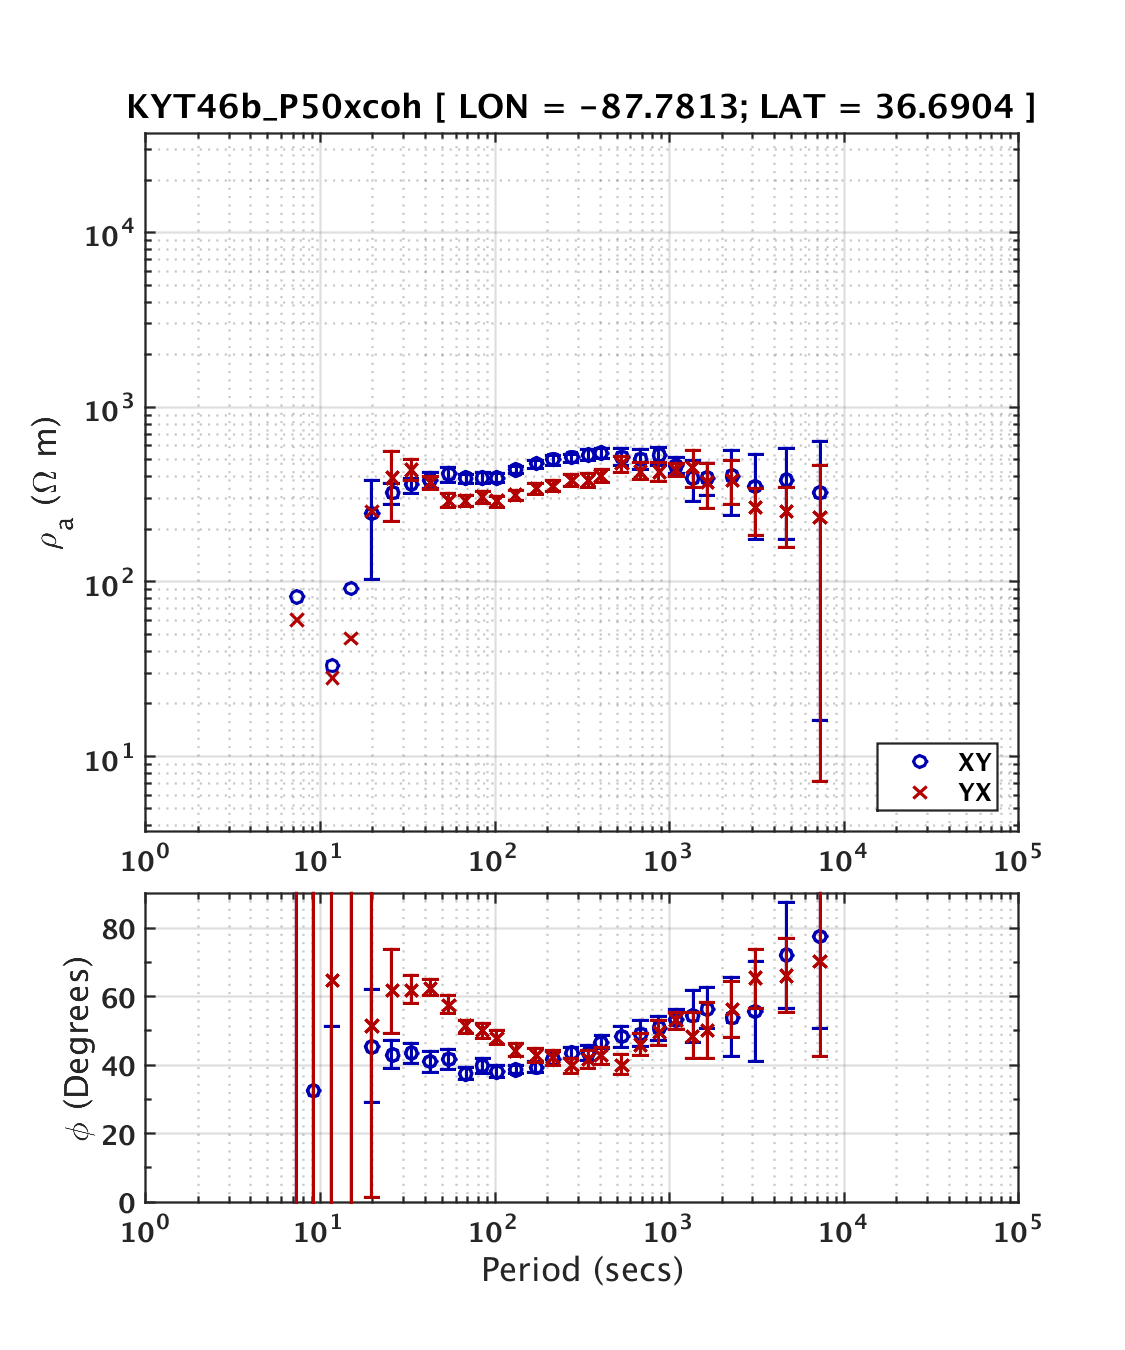 KYT46b_P50xcoh [ LON = -87.7813; LAT = 36.6904 ]
10^4
10^3
10^2
10^1
ρ_a (Ω m)
XY
YX
10^0 10^1 10^2 10^3 10^4 10^5
80
60
40
20
0
ϕ (Degrees)
10^0 10^1 10^2 10^3 10^4 10^5
Period (secs)